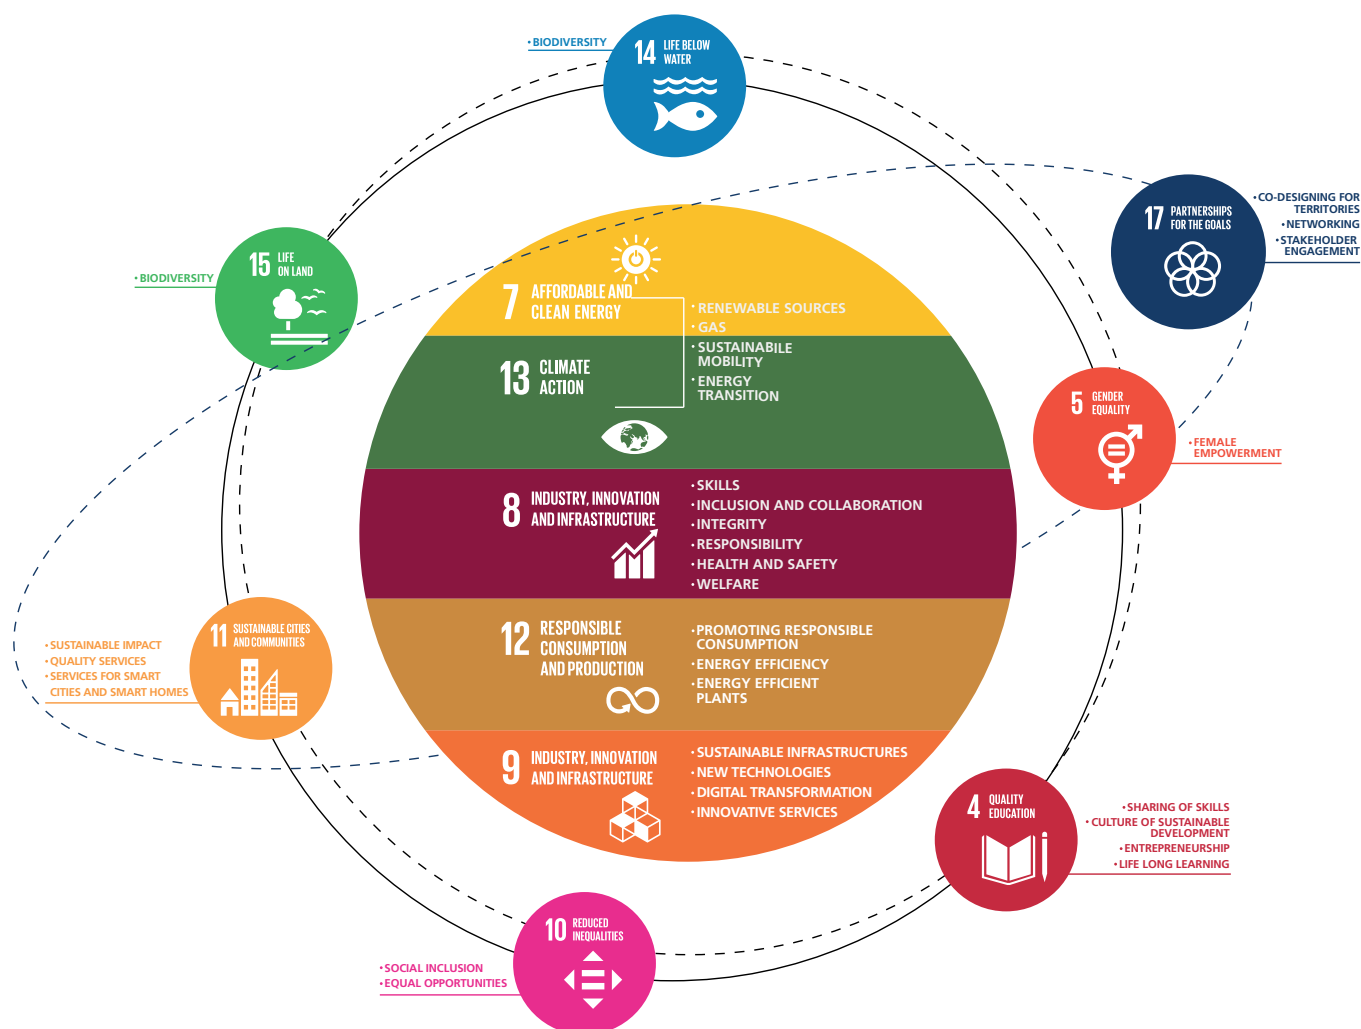 • BIODIVERSITY
14 LIFE BELOW
WATER
17 PARTNERSHIPS
FOR THE GOALS
• CO-DESIGNING FOR
TERRITORIES
• NETWORKING
• STAKEHOLDER
ENGAGEMENT
15 LIFE
ON LAND
• BIODIVERSITY
7 AFFORDABLE AND
CLEAN ENERGY
• RENEWABLE SOURCES
• GAS
• SUSTAINABILE
MOBILITY
• ENERGY
TRANSITION
13 CLIMATE
ACTION
5 GENDER
EQUALITY
• FEMALE
EMPOWERMENT
8 INDUSTRY, INNOVATION
AND INFRASTRUCTURE
• SKILLS
• INCLUSION AND COLLABORATION
• INTEGRITY
• RESPONSIBILITY
• HEALTH AND SAFETY
• WELFARE
11 SUSTAINABLE CITIES
AND COMMUNITIES
• SUSTAINABLE IMPACT
• QUALITY SERVICES
• SERVICES FOR SMART
CITIES AND SMART HOMES
12 RESPONSIBLE
CONSUMPTION
AND PRODUCTION
• PROMOTING RESPONSIBLE
CONSUMPTION
• ENERGY EFFICIENCY
• ENERGY EFFICIENT
PLANTS
9 INDUSTRY, INNOVATION
AND INFRASTRUCTURE
• SUSTAINABLE INFRASTRUCTURES
• NEW TECHNOLOGIES
• DIGITAL TRANSFORMATION
• INNOVATIVE SERVICES
4 QUALITY
EDUCATION
• SHARING OF SKILLS
• CULTURE OF SUSTAINABLE
DEVELOPMENT
• ENTREPRENEURSHIP
• LIFE LONG LEARNING
10 REDUCED
INEQUALITIES
• SOCIAL INCLUSION
• EQUAL OPPORTUNITIES